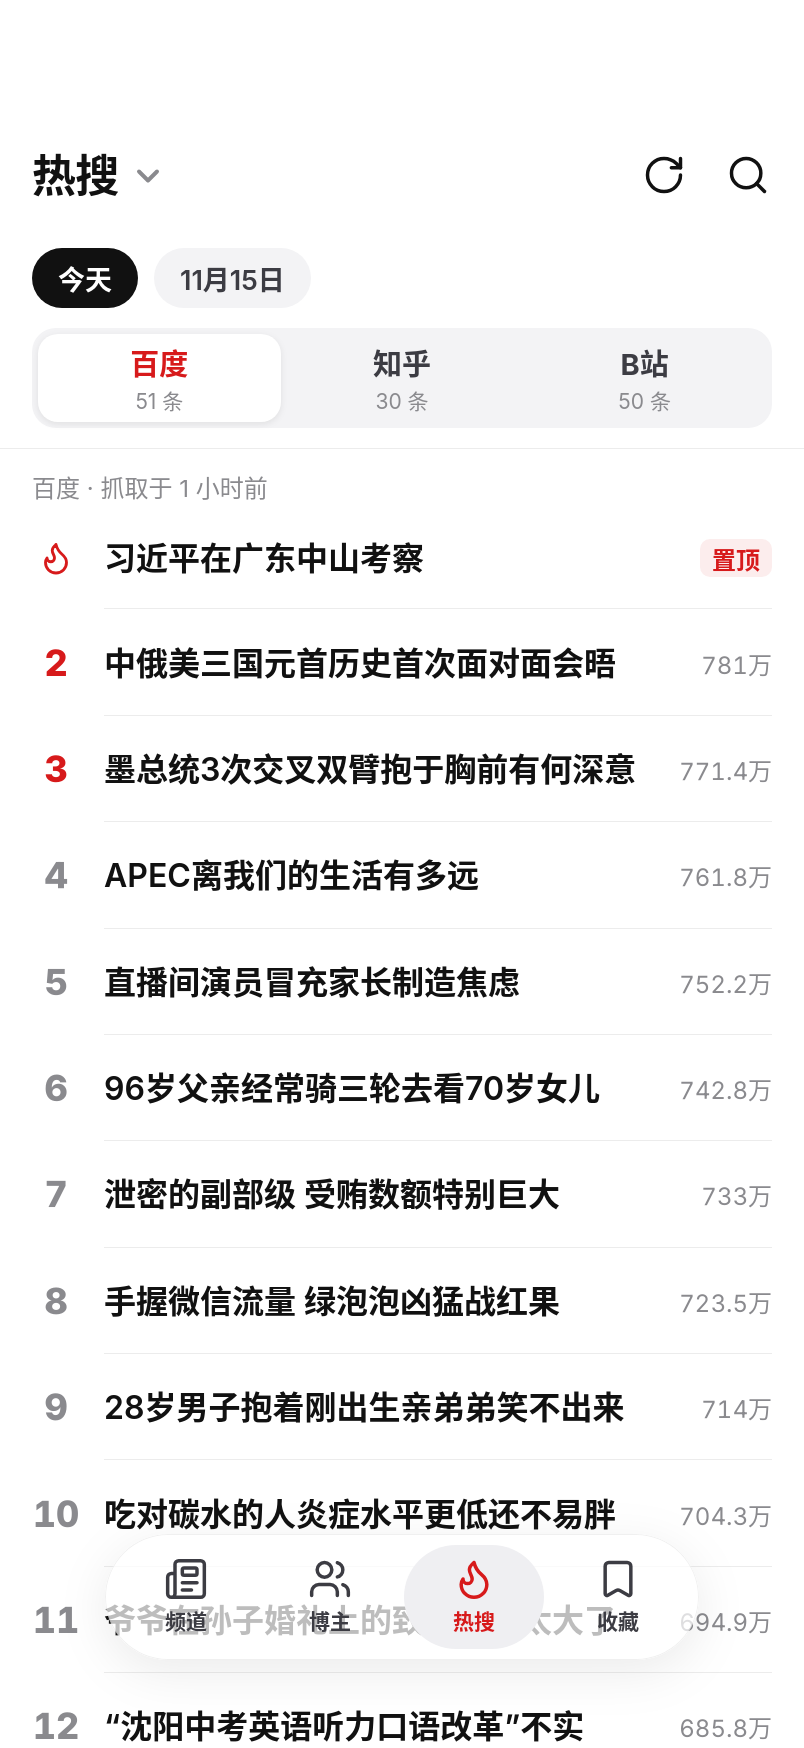 热搜
今天 11月15日
百度 知乎 B站
51 条 30 条 50 条
百度 · 抓取于 1 小时前
习近平在广东中山考察 置顶
2 中俄美三国元首历史首次面对面会晤 781万
3 墨总统3次交叉双臂抱于胸前有何深意 771.4万
4 APEC离我们的生活有多远 761.8万
5 直播间演员冒充家长制造焦虑 752.2万
6 96岁父亲经常骑三轮去看70岁女儿 742.8万
7 泄密的副部级 受贿数额特别巨大 733万
8 手握微信流量 绿泡泡凶猛战红果 723.5万
9 28岁男子抱着刚出生亲弟弟笑不出来 714万
10 吃对碳水的人炎症水平更低还不易胖 704.3万
11 爷爷在孙子婚礼上的致 太大了 694.9万
频道 博主 热搜 收藏
12 “沈阳中考英语听力口语改革”不实 685.8万